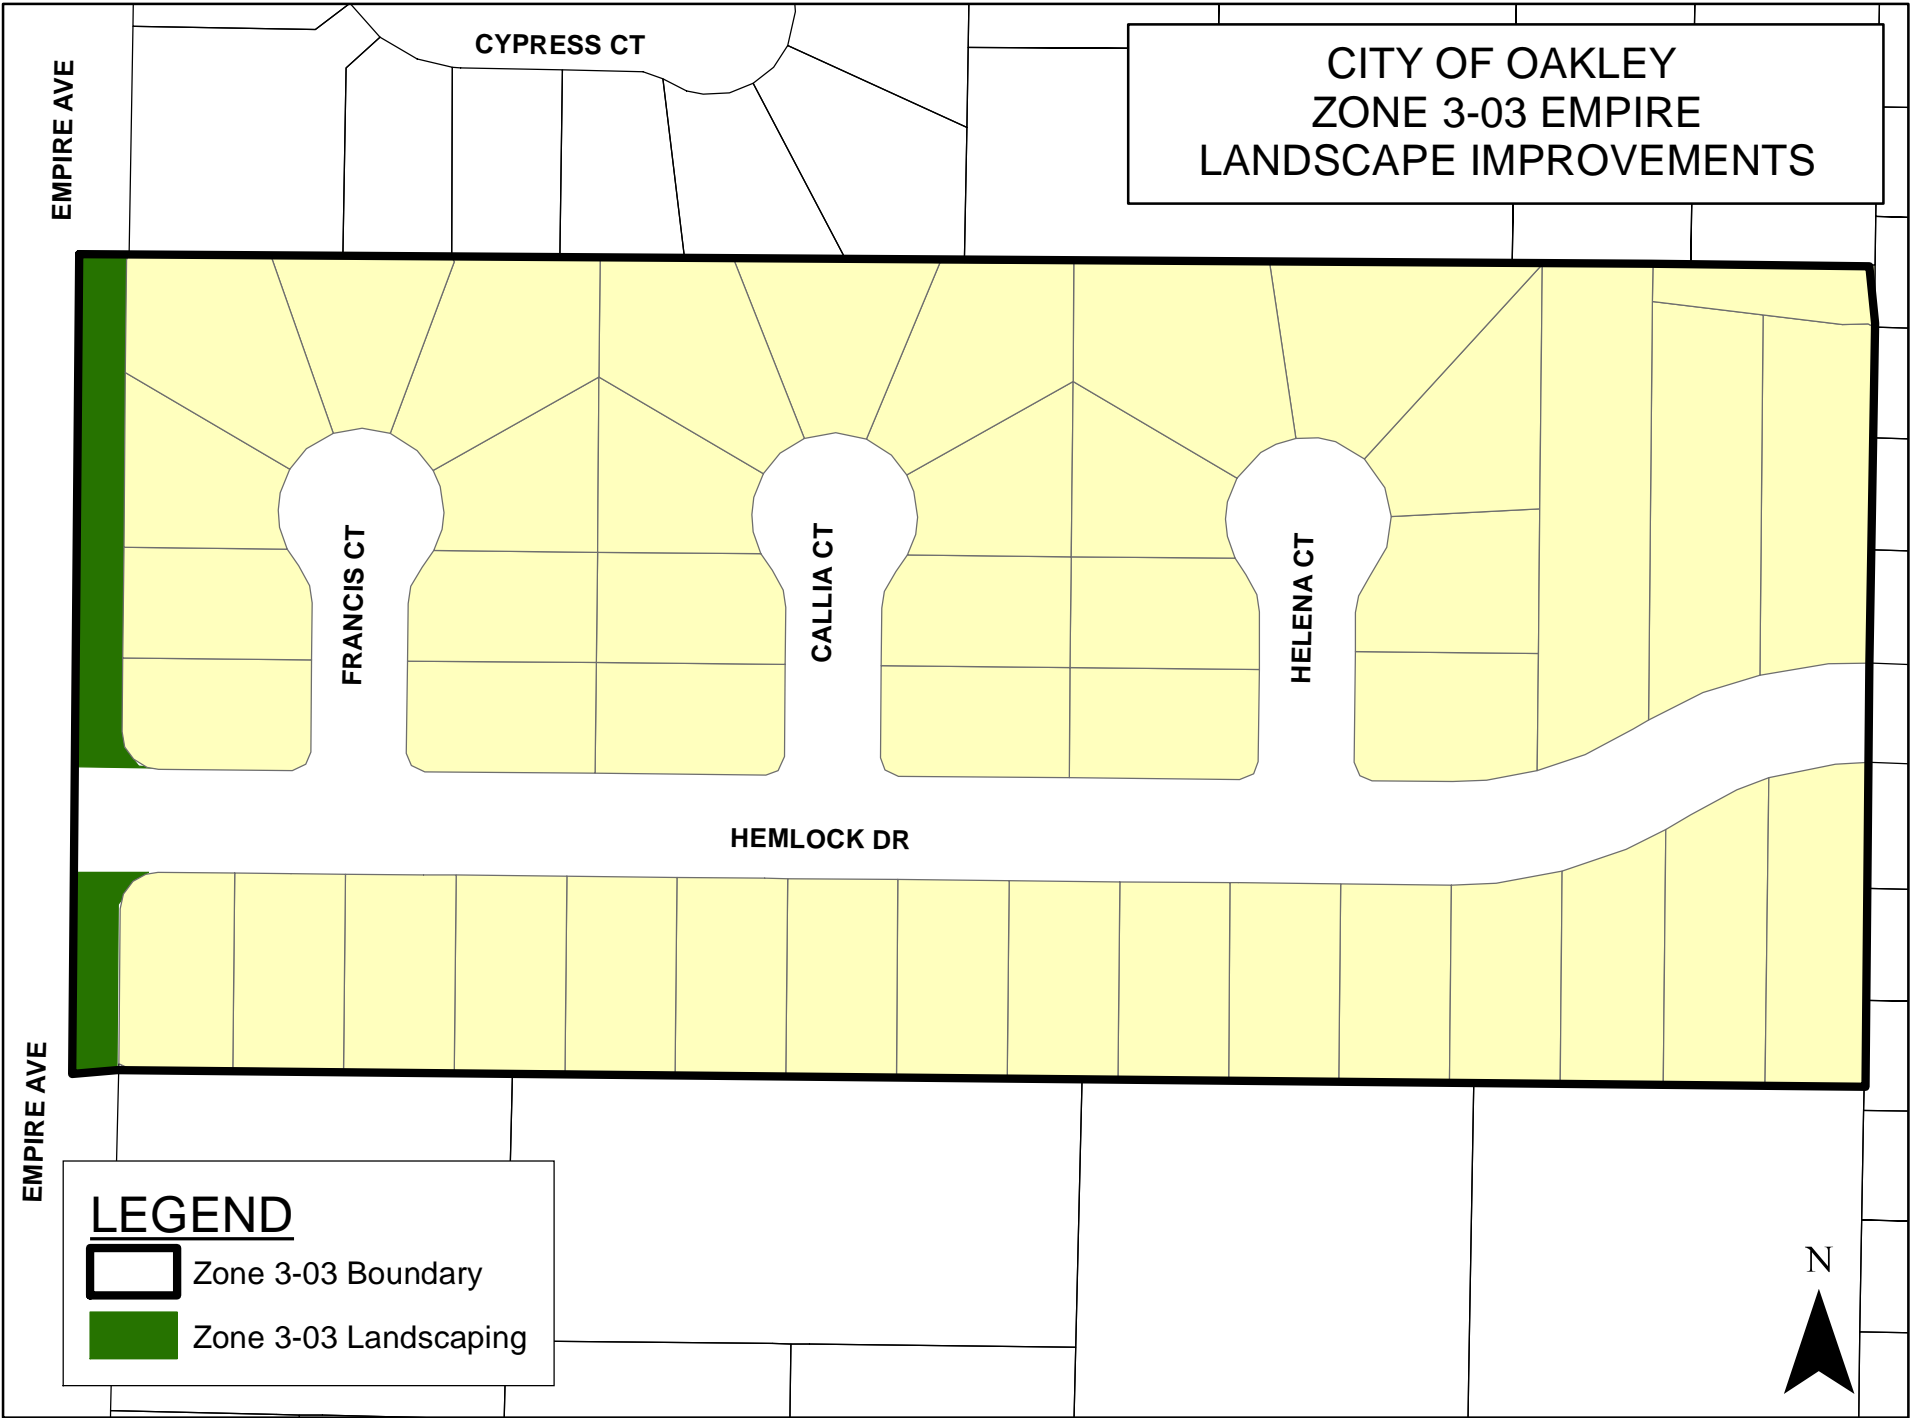 CYPRESS CT
EMPIRE AVE
CITY OF OAKLEY
ZONE 3-03 EMPIRE
LANDSCAPE IMPROVEMENTS
FRANCIS CT
CALLIA CT
HELENA CT
HEMLOCK DR
EMPIRE AVE
LEGEND
Zone 3-03 Boundary
Zone 3-03 Landscaping
N